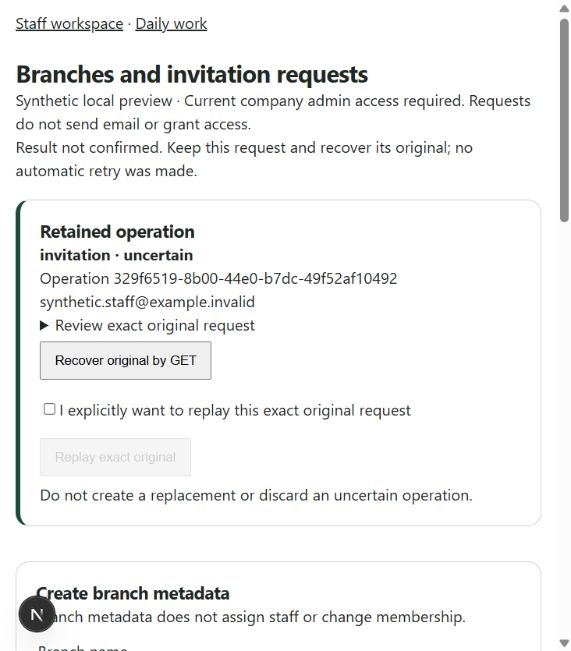 Staff workspace · Daily work
Branches and invitation requests
Synthetic local preview · Current company admin access required. Requests
do not send email or grant access.
Result not confirmed. Keep this request and recover its original; no
automatic retry was made.
Retained operation
invitation · uncertain
Operation 329f6519-8b00-44e0-b7dc-49f52af10492
synthetic.staff@example.invalid
▶ Review exact original request
Recover original by GET
I explicitly want to replay this exact original request
Replay exact original
Do not create a replacement or discard an uncertain operation.
Create branch metadata
N
anch metadata does not assign staff or change membership.
Branch name